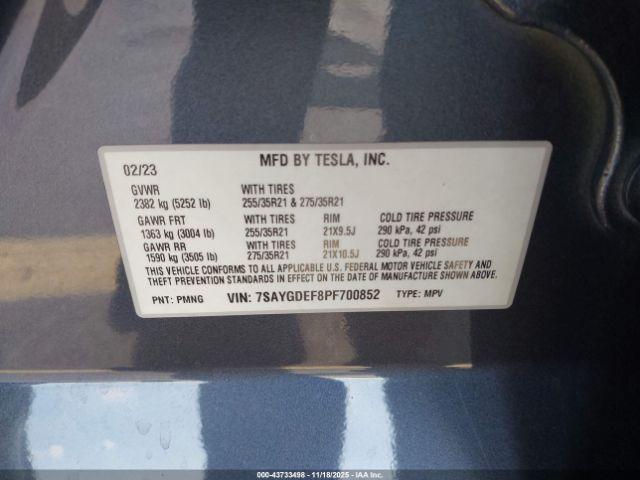 02/23 MFD BY TESLA, INC.
GVWR WITH TIRES
2382 kg (5252 lb) 255/35R21 & 275/35R21
GAWR FRT WITH TIRES RIM COLD TIRE PRESSURE
1363 kg (3004 lb) 255/35R21 21X9.5J 290 kPa, 42 psi
GAWR RR WITH TIRES RIM COLD TIRE PRESSURE
1590 kg (3505 lb) 275/35R21 21X10.5J 290 kPa, 42 psi
THIS VEHICLE CONFORMS TO ALL APPLICABLE U.S. FEDERAL MOTOR VEHICLE SAFETY AND
THEFT PREVENTION STANDARDS IN EFFECT ON THE DATE OF MANUFACTURE SHOWN ABOVE.
PNT: PMNG VIN: 7SAYGDEF8PF700852 TYPE: MPV
000-43733498 - 11/18/2025 - IAA Inc.